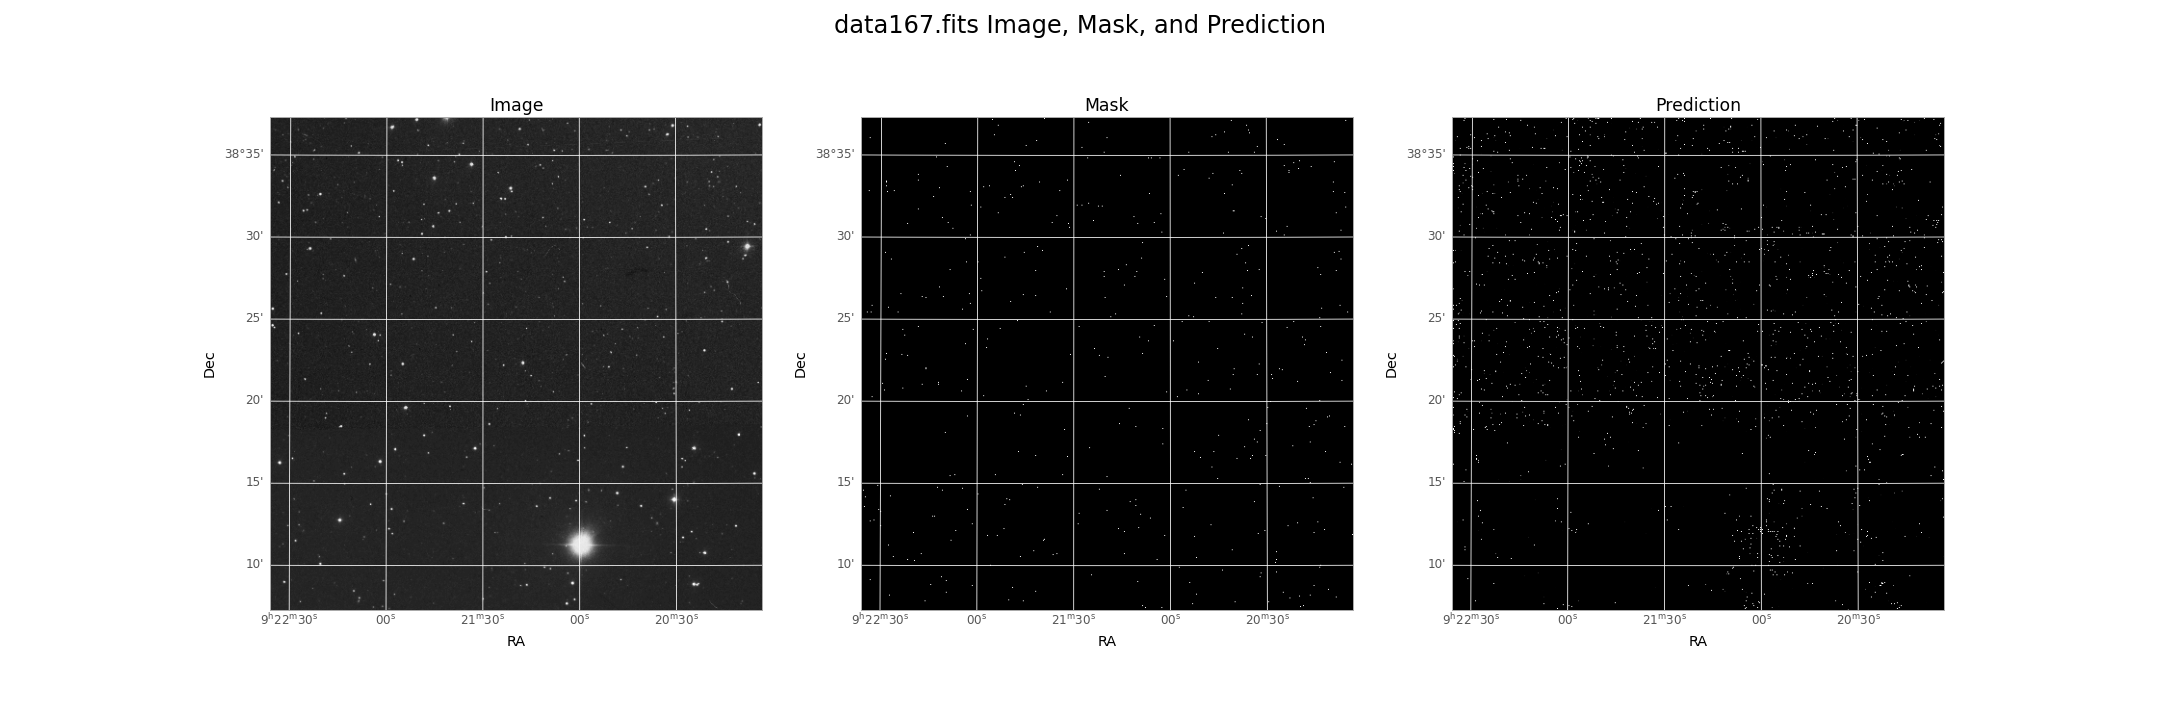 data167.fits Image, Mask, and Prediction
Image
Mask
Prediction
38°35'
30'
25'
20'
15'
10'
Dec
9ʰ22ᵐ30ˢ 00ˢ 21ᵐ30ˢ 00ˢ 20ᵐ30ˢ
RA
38°35'
30'
25'
20'
15'
10'
Dec
9ʰ22ᵐ30ˢ 00ˢ 21ᵐ30ˢ 00ˢ 20ᵐ30ˢ
RA
38°35'
30'
25'
20'
15'
10'
Dec
9ʰ22ᵐ30ˢ 00ˢ 21ᵐ30ˢ 00ˢ 20ᵐ30ˢ
RA